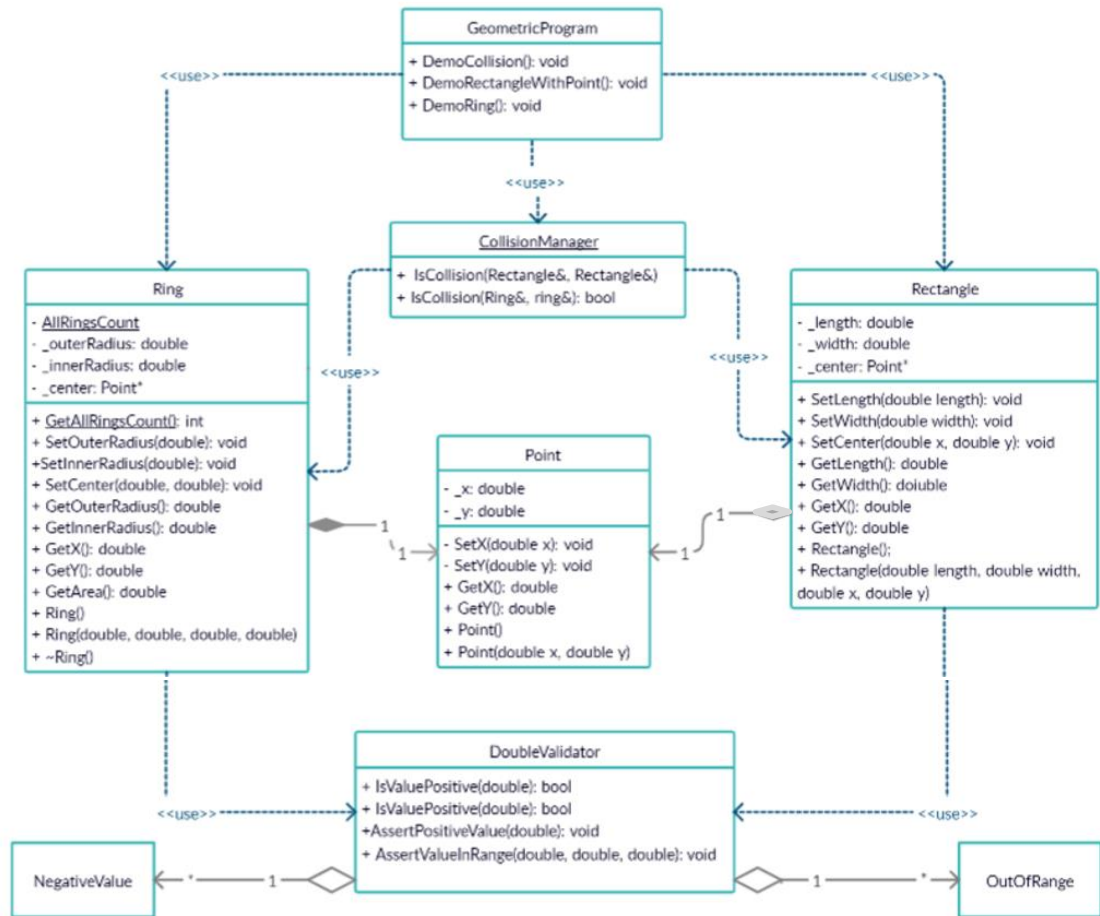 GeometricProgram
+ DemoCollision(): void
+ DemoRectangleWithPoint(): void
+ DemoRing(): void
<<use>>
<<use>>
<<use>>
CollisionManager
+ IsCollision(Rectangle&, Rectangle&)
+ IsCollision(Ring&, ring&): bool
<<use>>
<<use>>
Ring
- AllRingsCount
- _outerRadius: double
- _innerRadius: double
- _center: Point*
+ GetAllRingsCount(): int
+ SetOuterRadius(double): void
+SetInnerRadius(double): void
+ SetCenter(double, double): void
+ GetOuterRadius(): double
+ GetInnerRadius(): double
+ GetX(): double
+ GetY(): double
+ GetArea(): double
+ Ring()
+ Ring(double, double, double, double)
+ ~Ring()
1
1
Point
- _x: double
- _y: double
- SetX(double x): void
- SetY(double y): void
+ GetX(): double
+ GetY(): double
+ Point()
+ Point(double x, double y)
1
1
Rectangle
- _length: double
- _width: double
- _center: Point*
+ SetLength(double length): void
+ SetWidth(double width): void
+ SetCenter(double x, double y): void
+ GetLength(): double
+ GetWidth(): doiuble
+ GetX(): double
+ GetY(): double
+ Rectangle();
+ Rectangle(double length, double width,
double x, double y)
<<use>>
<<use>>
DoubleValidator
+ IsValuePositive(double): bool
+ IsValuePositive(double): bool
+AssertPositiveValue(double): void
+ AssertValueInRange(double, double, double): void
NegativeValue
*
1
1
*
OutOfRange